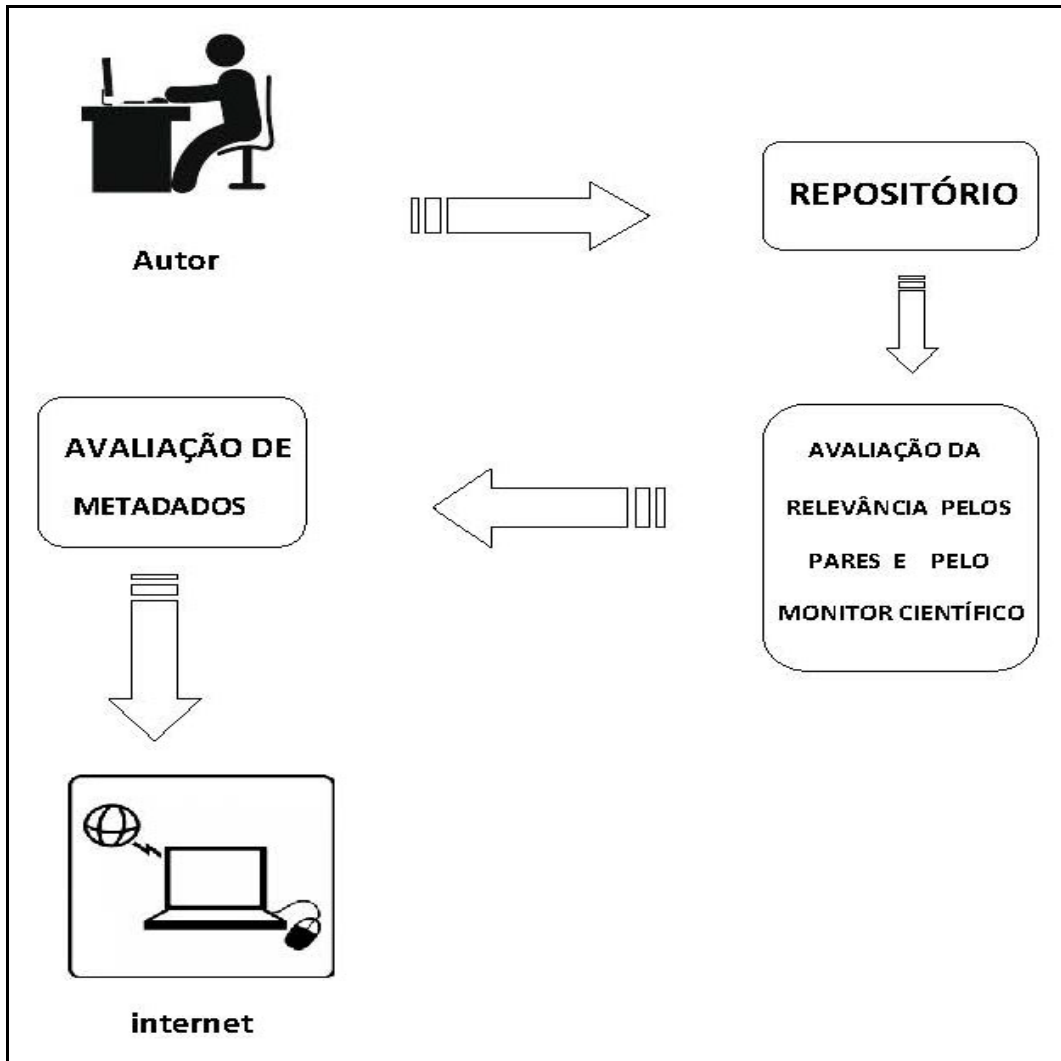 Autor
REPOSITÓRIO
AVALIAÇÃO DA
RELEVÂNCIA PELOS
PARES E PELO
MONITOR CIENTÍFICO
AVALIAÇÃO DE
METADADOS
internet